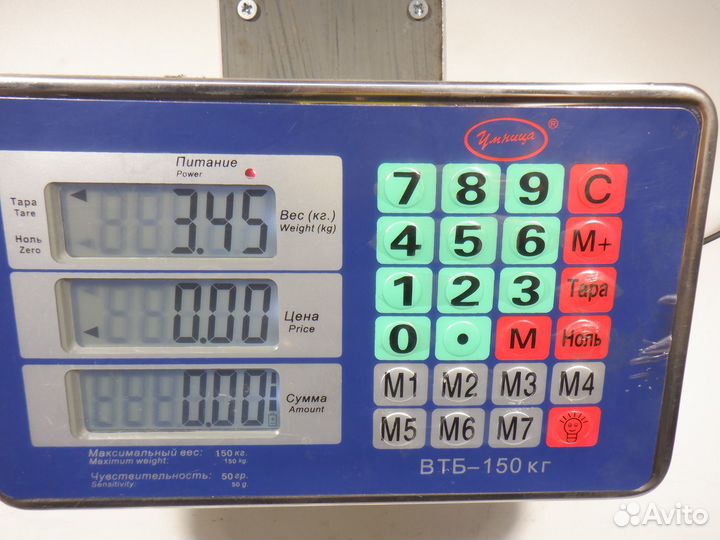 Умница ®
Питание
Power
Тара
Tare
3.45
Вес (кг.)
Weight (kg)
Ноль
Zero
0.00
Цена
Price
0.00
Сумма
Amount
Максимальный вес: 150 кг.
Maximum weight: 150 kg.
Чувствительность: 50 гр.
Sensitivity: 50 g.
7 8 9 C
4 5 6 M+
1 2 3 Тара
0 • M Ноль
M1 M2 M3 M4
M5 M6 M7
ВТБ–150 кг
Avito